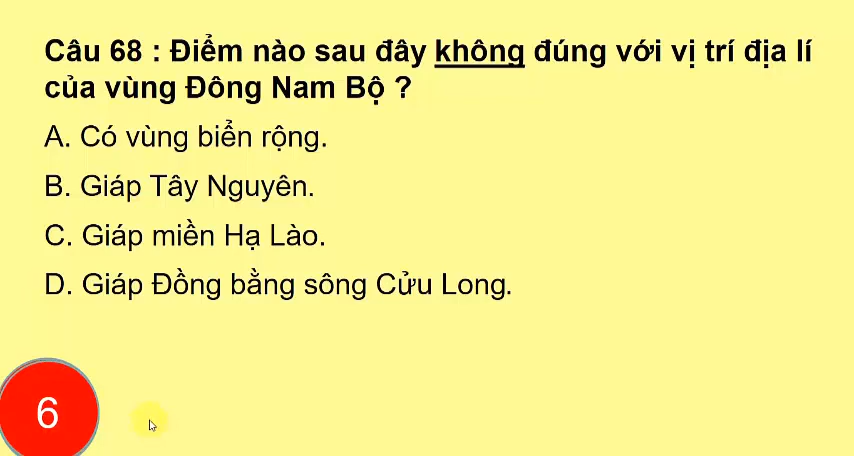 Câu 68 : Điểm nào sau đây không đúng với vị trí địa lí
của vùng Đông Nam Bộ ?
A. Có vùng biển rộng.
B. Giáp Tây Nguyên.
C. Giáp miền Hạ Lào.
D. Giáp Đồng bằng sông Cửu Long.
6